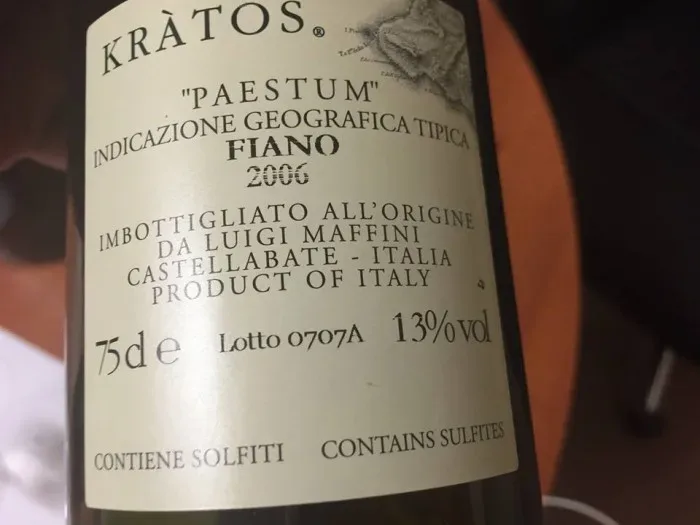 KRÀTOS®
"PAESTUM"
INDICAZIONE GEOGRAFICA TIPICA
FIANO
2006
IMBOTTIGLIATO ALL'ORIGINE
DA LUIGI MAFFINI
CASTELLABATE - ITALIA
PRODUCT OF ITALY
75d e Lotto 0707A 13%vol
CONTIENE SOLFITI CONTAINS SULFITES